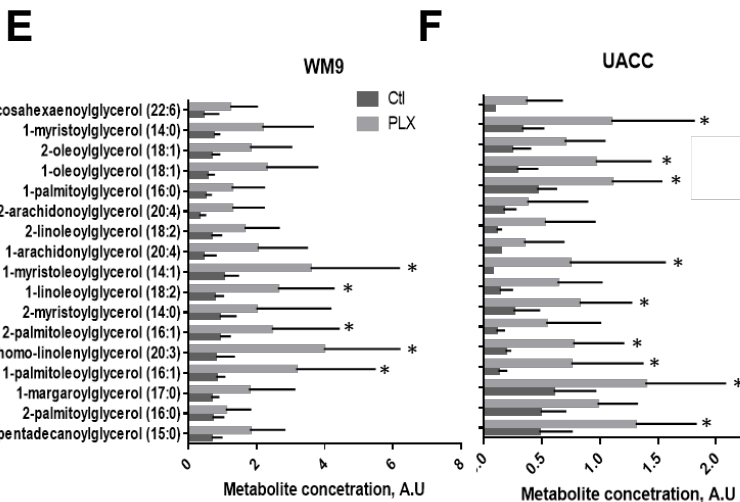 E
F
WM9
UACC
Ctl
PLX
cosahexaenoylglycerol (22:6)
1-myristoylglycerol (14:0)
2-oleoylglycerol (18:1)
1-oleoylglycerol (18:1)
1-palmitoylglycerol (16:0)
2-arachidonoylglycerol (20:4)
2-linoleoylglycerol (18:2)
1-arachidonylglycerol (20:4)
1-myristoleoylglycerol (14:1)
1-linoleoylglycerol (18:2)
2-myristoylglycerol (14:0)
2-palmitoleoylglycerol (16:1)
homo-linolenylglycerol (20:3)
1-palmitoleoylglycerol (16:1)
1-margaroylglycerol (17:0)
2-palmitoylglycerol (16:0)
pentadecanoylglycerol (15:0)
* * * * *
* * * * * * * * *
0 2 4 6 8
.0 0.5 1.0 1.5 2.0
Metabolite concetration, A.U
Metabolite concetration, A.U